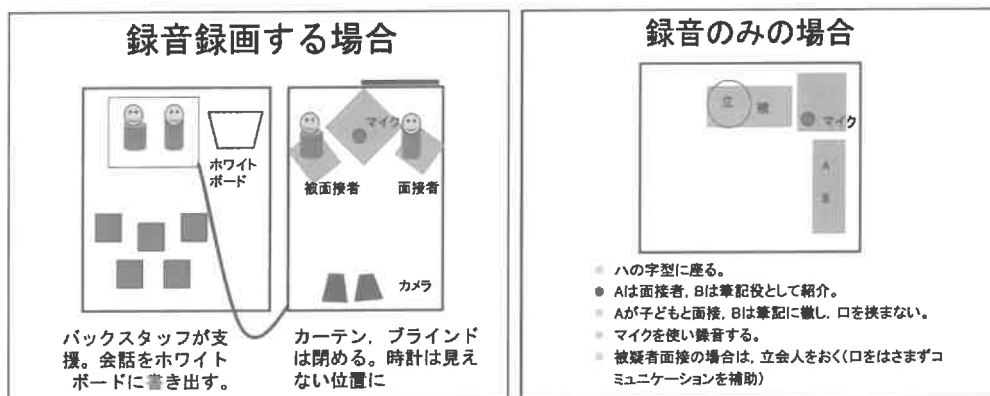 録音録画する場合
マイク
ホワイト
ボード
被面接者
面接者
カメラ
バックスタッフが支
援。会話をホワイト
ボードに書き出す。
カーテン，ブラインド
は閉める。時計は見え
ない位置に
録音のみの場合
立
被
マイク
A
B
ハの字型に座る。
Aは面接者，Bは筆記役として紹介。
Aが子どもと面接，Bは筆記に徹し，口を挟まない。
マイクを使い録音する。
被疑者面接の場合は，立会人をおく（口をはさまずコ
ミュニケーションを補助）